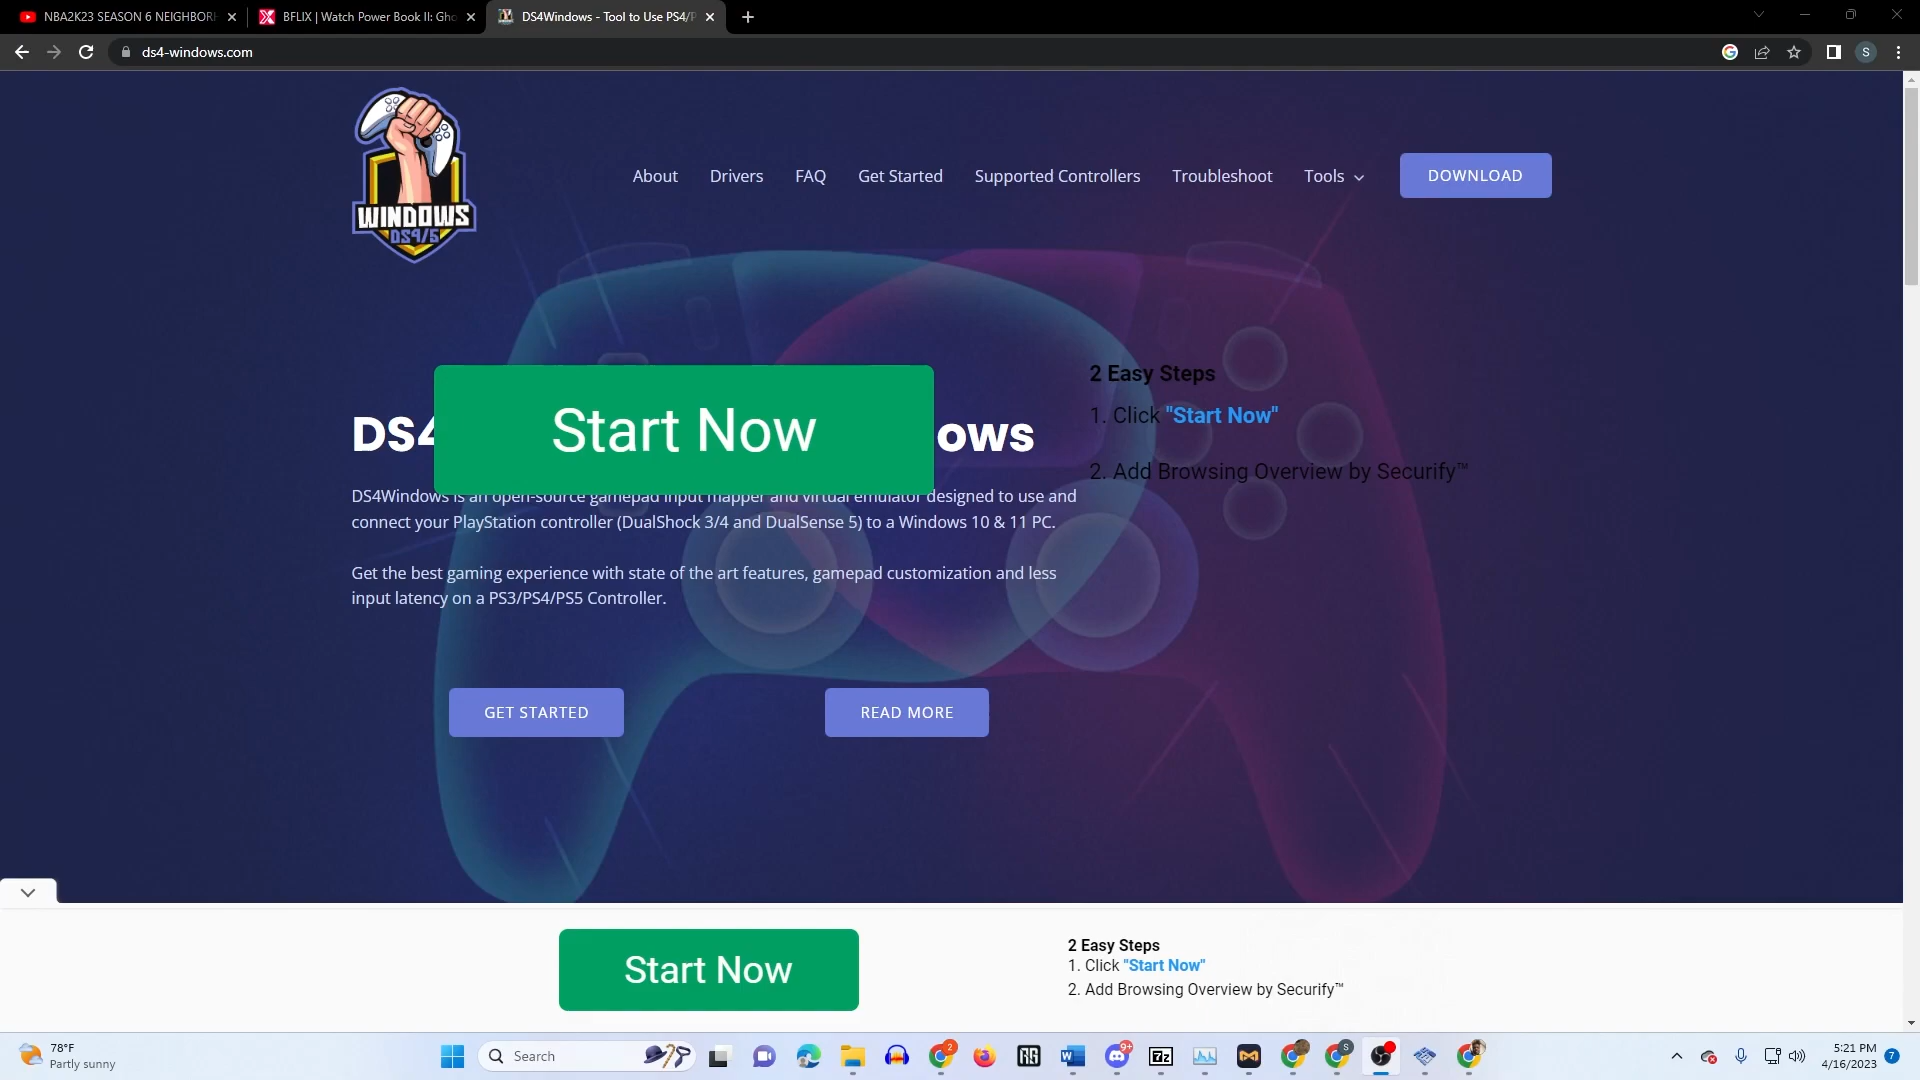 NBA2K23 SEASON 6 NEIGHBORH
BFLIX | Watch Power Book II: Gho
DS4Windows - Tool to Use PS4/P
ds4-windows.com
S
WINDOWS
DS4/5
About
Drivers
FAQ
Get Started
Supported Controllers
Troubleshoot
Tools
DOWNLOAD
2 Easy Steps
1. Click "Start Now"
2. Add Browsing Overview by Securify™
Start Now
DS4
ows
DS4Windows is an open-source gamepad input mapper and virtual emulator designed to use and
connect your PlayStation controller (DualShock 3/4 and DualSense 5) to a Windows 10 & 11 PC.
Get the best gaming experience with state of the art features, gamepad customization and less
input latency on a PS3/PS4/PS5 Controller.
GET STARTED
READ MORE
Start Now
2 Easy Steps
1. Click "Start Now"
2. Add Browsing Overview by Securify™
78°F
Partly sunny
Search
2
9+
7z
S
5:21 PM
4/16/2023
7